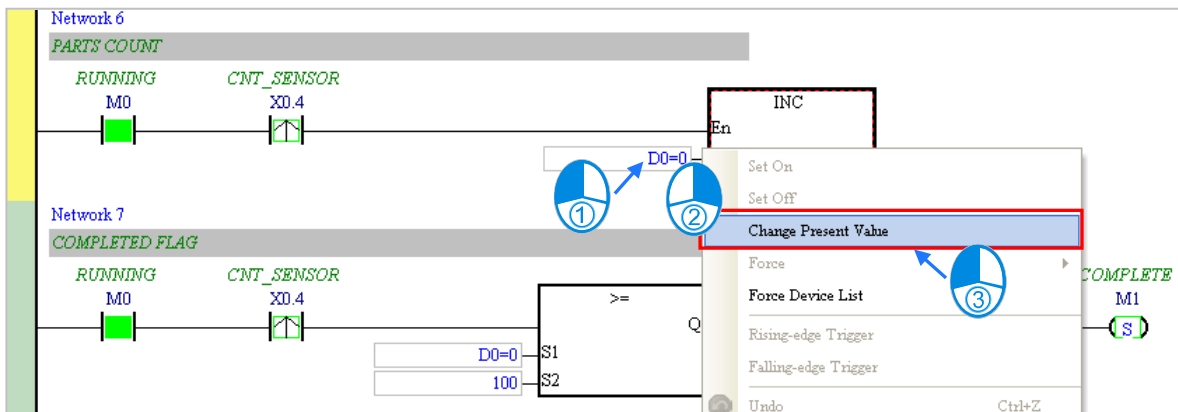 Network 6
PARTS COUNT
RUNNING CNT_SENSOR
M0 X0.4 INC
En
D0=0
① ②
Set On
Set Off
Network 7
Change Present Value
COMPLETED FLAG
Force
RUNNING CNT_SENSOR COMPLETE
M0 X0.4 >= Force Device List ③ M1
Q S
Rising-edge Trigger
D0=0 S1
Falling-edge Trigger
100 S2
Undo Ctrl+Z